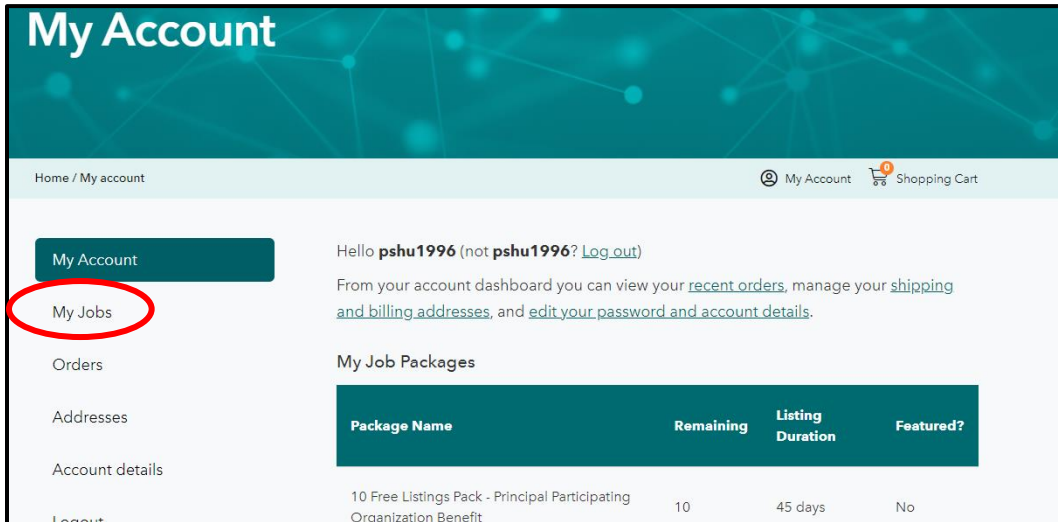 My Account
Home / My account
My Account
0
Shopping Cart
My Account
My Jobs
Orders
Addresses
Account details
Logout
Hello pshu1996 (not pshu1996? Log out)
From your account dashboard you can view your recent orders, manage your shipping
and billing addresses, and edit your password and account details.
My Job Packages
Package Name Remaining Listing Duration Featured?
10 Free Listings Pack - Principal Participating
Organization Benefit
10 45 days No